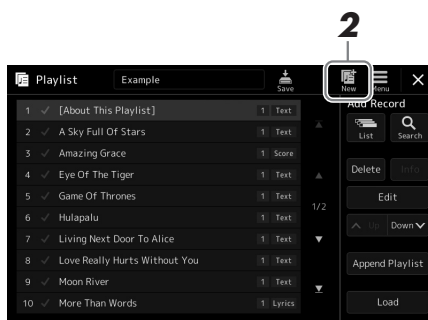 2
Playlist Example Save New Menu
Add Record
1 [About This Playlist] 1 Text
2 A Sky Full Of Stars 1 Text
3 Amazing Grace 1 Score
4 Eye Of The Tiger 1 Text
5 Game Of Thrones 1 Text
6 Hulapalu 1 Text
7 Living Next Door To Alice 1 Text
8 Love Really Hurts Without You 1 Text
9 Moon River 1 Text
10 More Than Words 1 Lyrics
1/2
List Search
Delete Info
Edit
Up Down
Append Playlist
Load